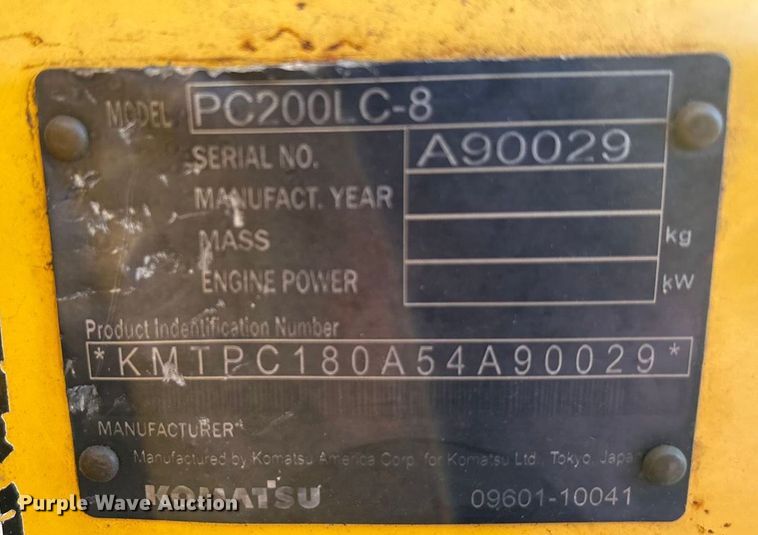 MODEL PC200LC-8
SERIAL NO. A90029
MANUFACT. YEAR
MASS kg
ENGINE POWER kW
Product Indentification Number
*KMTPC180A54A90029*
MANUFACTURER
Manufactured by Komatsu America Corp. for Komatsu Ltd., Tokyo, Japan
KOMATSU 09601-10041
Purple Wave Auction